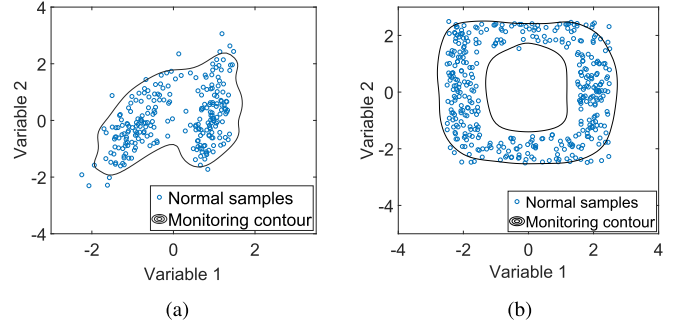 4
2
0
-2
-4
-2
0
2
Variable 2
Variable 1
Normal samples
Monitoring contour
(a)
4
2
0
-2
-4
-4
-2
0
2
4
Variable 2
Variable 1
Normal samples
Monitoring contour
(b)